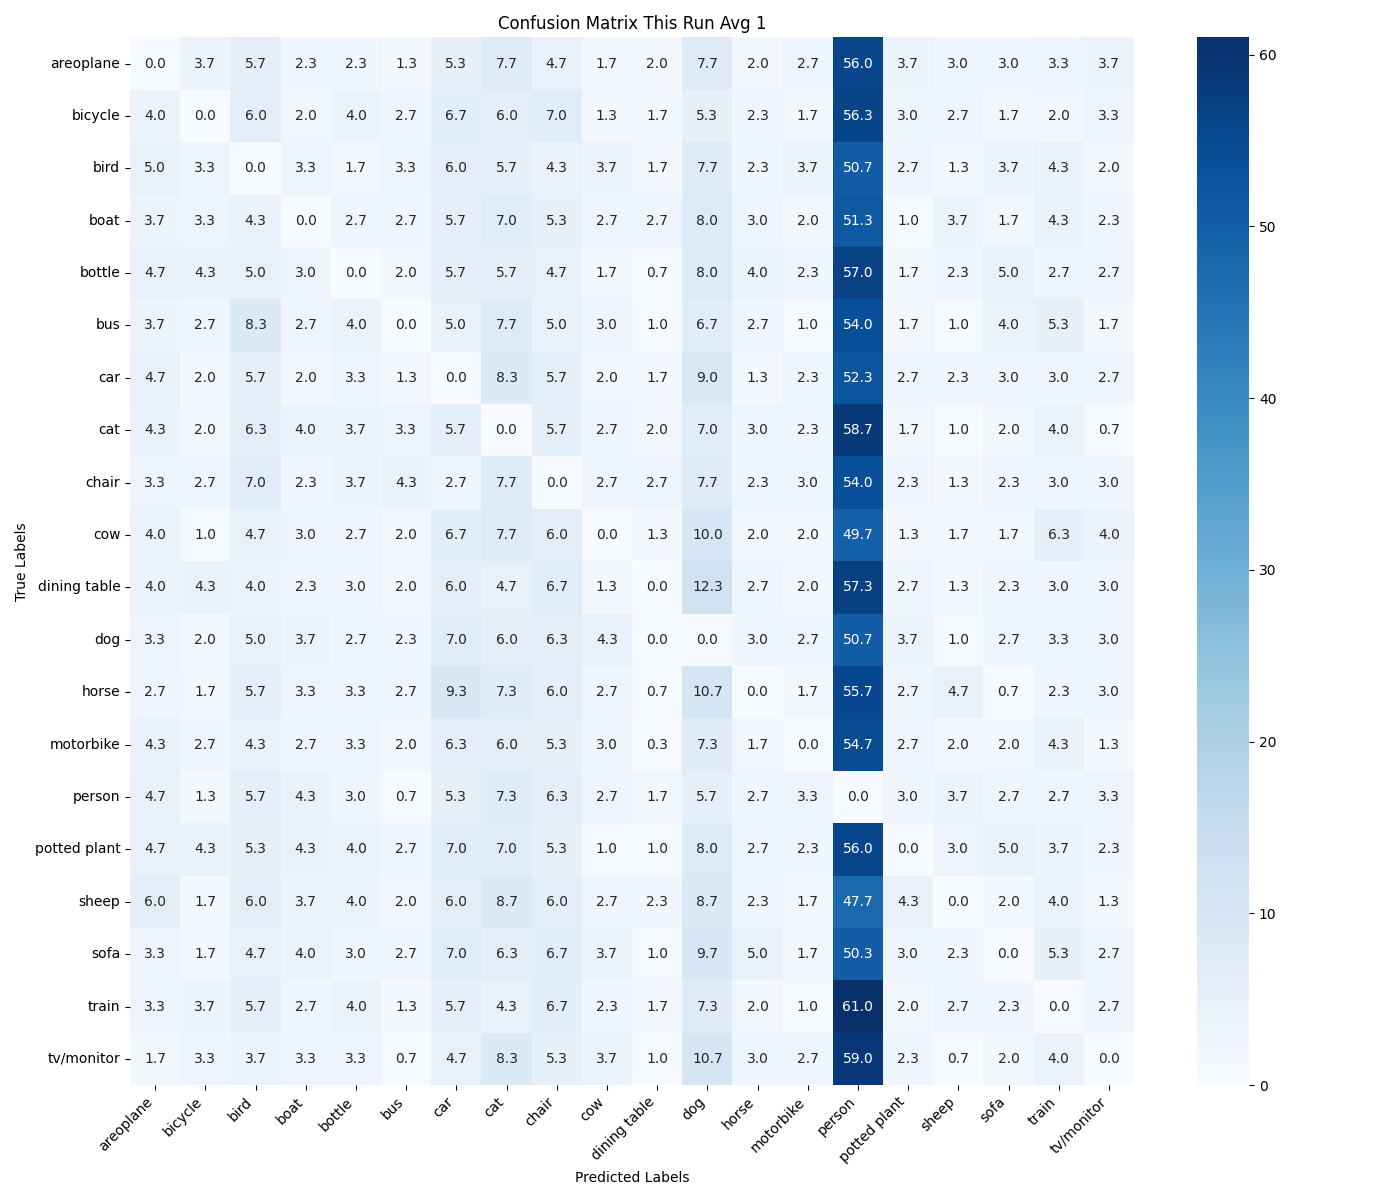 Confusion Matrix This Run Avg 1
areoplane 0.0 3.7 5.7 2.3 2.3 1.3 5.3 7.7 4.7 1.7 2.0 7.7 2.0 2.7 56.0 3.7 3.0 3.0 3.3 3.7
bicycle 4.0 0.0 6.0 2.0 4.0 2.7 6.7 6.0 7.0 1.3 1.7 5.3 2.3 1.7 56.3 3.0 2.7 1.7 2.0 3.3
bird 5.0 3.3 0.0 3.3 1.7 3.3 6.0 5.7 4.3 3.7 1.7 7.7 2.3 3.7 50.7 2.7 1.3 3.7 4.3 2.0
boat 3.7 3.3 4.3 0.0 2.7 2.7 5.7 7.0 5.3 2.7 2.7 8.0 3.0 2.0 51.3 1.0 3.7 1.7 4.3 2.3
bottle 4.7 4.3 5.0 3.0 0.0 2.0 5.7 5.7 4.7 1.7 0.7 8.0 4.0 2.3 57.0 1.7 2.3 5.0 2.7 2.7
bus 3.7 2.7 8.3 2.7 4.0 0.0 5.0 7.7 5.0 3.0 1.0 6.7 2.7 1.0 54.0 1.7 1.0 4.0 5.3 1.7
car 4.7 2.0 5.7 2.0 3.3 1.3 0.0 8.3 5.7 2.0 1.7 9.0 1.3 2.3 52.3 2.7 2.3 3.0 3.0 2.7
cat 4.3 2.0 6.3 4.0 3.7 3.3 5.7 0.0 5.7 2.7 2.0 7.0 3.0 2.3 58.7 1.7 1.0 2.0 4.0 0.7
chair 3.3 2.7 7.0 2.3 3.7 4.3 2.7 7.7 0.0 2.7 2.7 7.7 2.3 3.0 54.0 2.3 1.3 2.3 3.0 3.0
cow 4.0 1.0 4.7 3.0 2.7 2.0 6.7 7.7 6.0 0.0 1.3 10.0 2.0 2.0 49.7 1.3 1.7 1.7 6.3 4.0
dining table 4.0 4.3 4.0 2.3 3.0 2.0 6.0 4.7 6.7 1.3 0.0 12.3 2.7 2.0 57.3 2.7 1.3 2.3 3.0 3.0
dog 3.3 2.0 5.0 3.7 2.7 2.3 7.0 6.0 6.3 4.3 0.0 0.0 3.0 2.7 50.7 3.7 1.0 2.7 3.3 3.0
horse 2.7 1.7 5.7 3.3 3.3 2.7 9.3 7.3 6.0 2.7 0.7 10.7 0.0 1.7 55.7 2.7 4.7 0.7 2.3 3.0
motorbike 4.3 2.7 4.3 2.7 3.3 2.0 6.3 6.0 5.3 3.0 0.3 7.3 1.7 0.0 54.7 2.7 2.0 2.0 4.3 1.3
person 4.7 1.3 5.7 4.3 3.0 0.7 5.3 7.3 6.3 2.7 1.7 5.7 2.7 3.3 0.0 3.0 3.7 2.7 2.7 3.3
potted plant 4.7 4.3 5.3 4.3 4.0 2.7 7.0 7.0 5.3 1.0 1.0 8.0 2.7 2.3 56.0 0.0 3.0 5.0 3.7 2.3
sheep 6.0 1.7 6.0 3.7 4.0 2.0 6.0 8.7 6.0 2.7 2.3 8.7 2.3 1.7 47.7 4.3 0.0 2.0 4.0 1.3
sofa 3.3 1.7 4.7 4.0 3.0 2.7 7.0 6.3 6.7 3.7 1.0 9.7 5.0 1.7 50.3 3.0 2.3 0.0 5.3 2.7
train 3.3 3.7 5.7 2.7 4.0 1.3 5.7 4.3 6.7 2.3 1.7 7.3 2.0 1.0 61.0 2.0 2.7 2.3 0.0 2.7
tv/monitor 1.7 3.3 3.7 3.3 3.3 0.7 4.7 8.3 5.3 3.7 1.0 10.7 3.0 2.7 59.0 2.3 0.7 2.0 4.0 0.0
True Labels
areoplane bicycle bird boat bottle bus car cat chair cow dining table dog horse motorbike person potted plant sheep sofa train tv/monitor
Predicted Labels
60
50
40
30
20
10
0